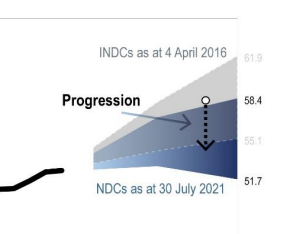 INDCs as at 4 April 2016
61.9
Progression
58.4
55.1
51.7
NDCs as at 30 July 2021